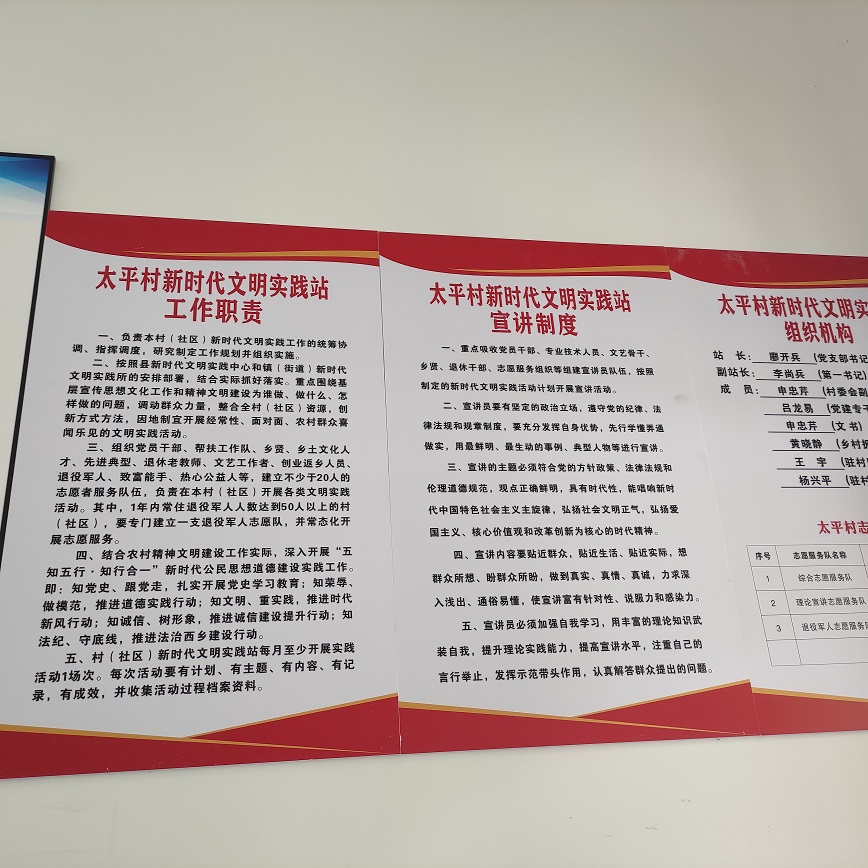 太平村新时代文明实践站
工作职责
一、负责本村（社区）新时代文明实践工作的统筹协
调、指挥调度，研究制定工作规划并组织实施。
二、按照县新时代文明实践中心和镇（街道）新时代
文明实践所的安排部署，结合实际抓好落实。重点围绕基
层宣传思想文化工作和精神文明建设为谁做、做什么、怎
样做的问题，调动群众力量，整合全村（社区）资源，创
新方式方法，因地制宜开展经常性、面对面、农村群众喜
闻乐见的文明实践活动。
三、组织党员干部、帮扶工作队、乡贤、乡土文化人
才、先进典型、退休老教师、文艺工作者、创业返乡人员、
退役军人、致富能手、热心公益人等，建立不少于20人的
志愿者服务队伍，负责在本村（社区）开展各类文明实践
活动。其中，1年内常住退役军人人数达到50人以上的村
（社区），要专门建立一支退役军人志愿队，并常态化开
展志愿服务。
四、结合农村精神文明建设工作实际，深入开展“五
知五行·知行合一”新时代公民思想道德建设实践工作。
即：知党史、跟党走，扎实开展党史学习教育；知荣辱、
做模范，推进道德实践行动；知文明、重实践，推进时代
新风行动；知诚信、树形象，推进诚信建设提升行动；知
法纪、守底线，推进法治西乡建设行动。
五、村（社区）新时代文明实践站每月至少开展实践
活动1场次。每次活动要有计划、有主题、有内容、有记
录，有成效，并收集活动过程档案资料。
太平村新时代文明实践站
宣讲制度
一、重点吸收党员干部、专业技术人员、文艺骨干、
乡贤、退休干部、志愿服务组织等组建宣讲员队伍，按照
制定的新时代文明实践活动计划开展宣讲活动。
二、宣讲员要有坚定的政治立场，遵守党的纪律、法
律法规和规章制度，要充分发挥自身优势，先行学懂弄通
做实，用最鲜明、最生动的事例、典型人物等进行宣讲。
三、宣讲的主题必须符合党的方针政策、法律法规和
伦理道德规范，观点正确鲜明，具有时代性，能唱响新时
代中国特色社会主义主旋律，弘扬社会文明正气，弘扬爱
国主义、核心价值观和改革创新为核心的时代精神。
四、宣讲内容要贴近群众，贴近生活、贴近实际，想
群众所想、盼群众所盼，做到真实、真情、真诚，力求深
入浅出、通俗易懂，使宣讲富有针对性、说服力和感染力。
五、宣讲员必须加强自我学习，用丰富的理论知识武
装自我，提升理论实践能力，提高宣讲水平，注重自己的
言行举止，发挥示范带头作用，认真解答群众提出的问题。
太平村新时代文明实
组织机构
站 长：廖开兵（党支部书记
副站长：李尚兵（第一书记）
成 员：申忠芹（村委会副
吕龙易（党建专干
申忠芹（文书）
黄晓静（乡村振
王 宇（驻村
杨兴平（驻村
太平村志
序号 志愿服务队名称
1 综合志愿服务队
2 理论宣讲志愿服务队
3 退役军人志愿服务队